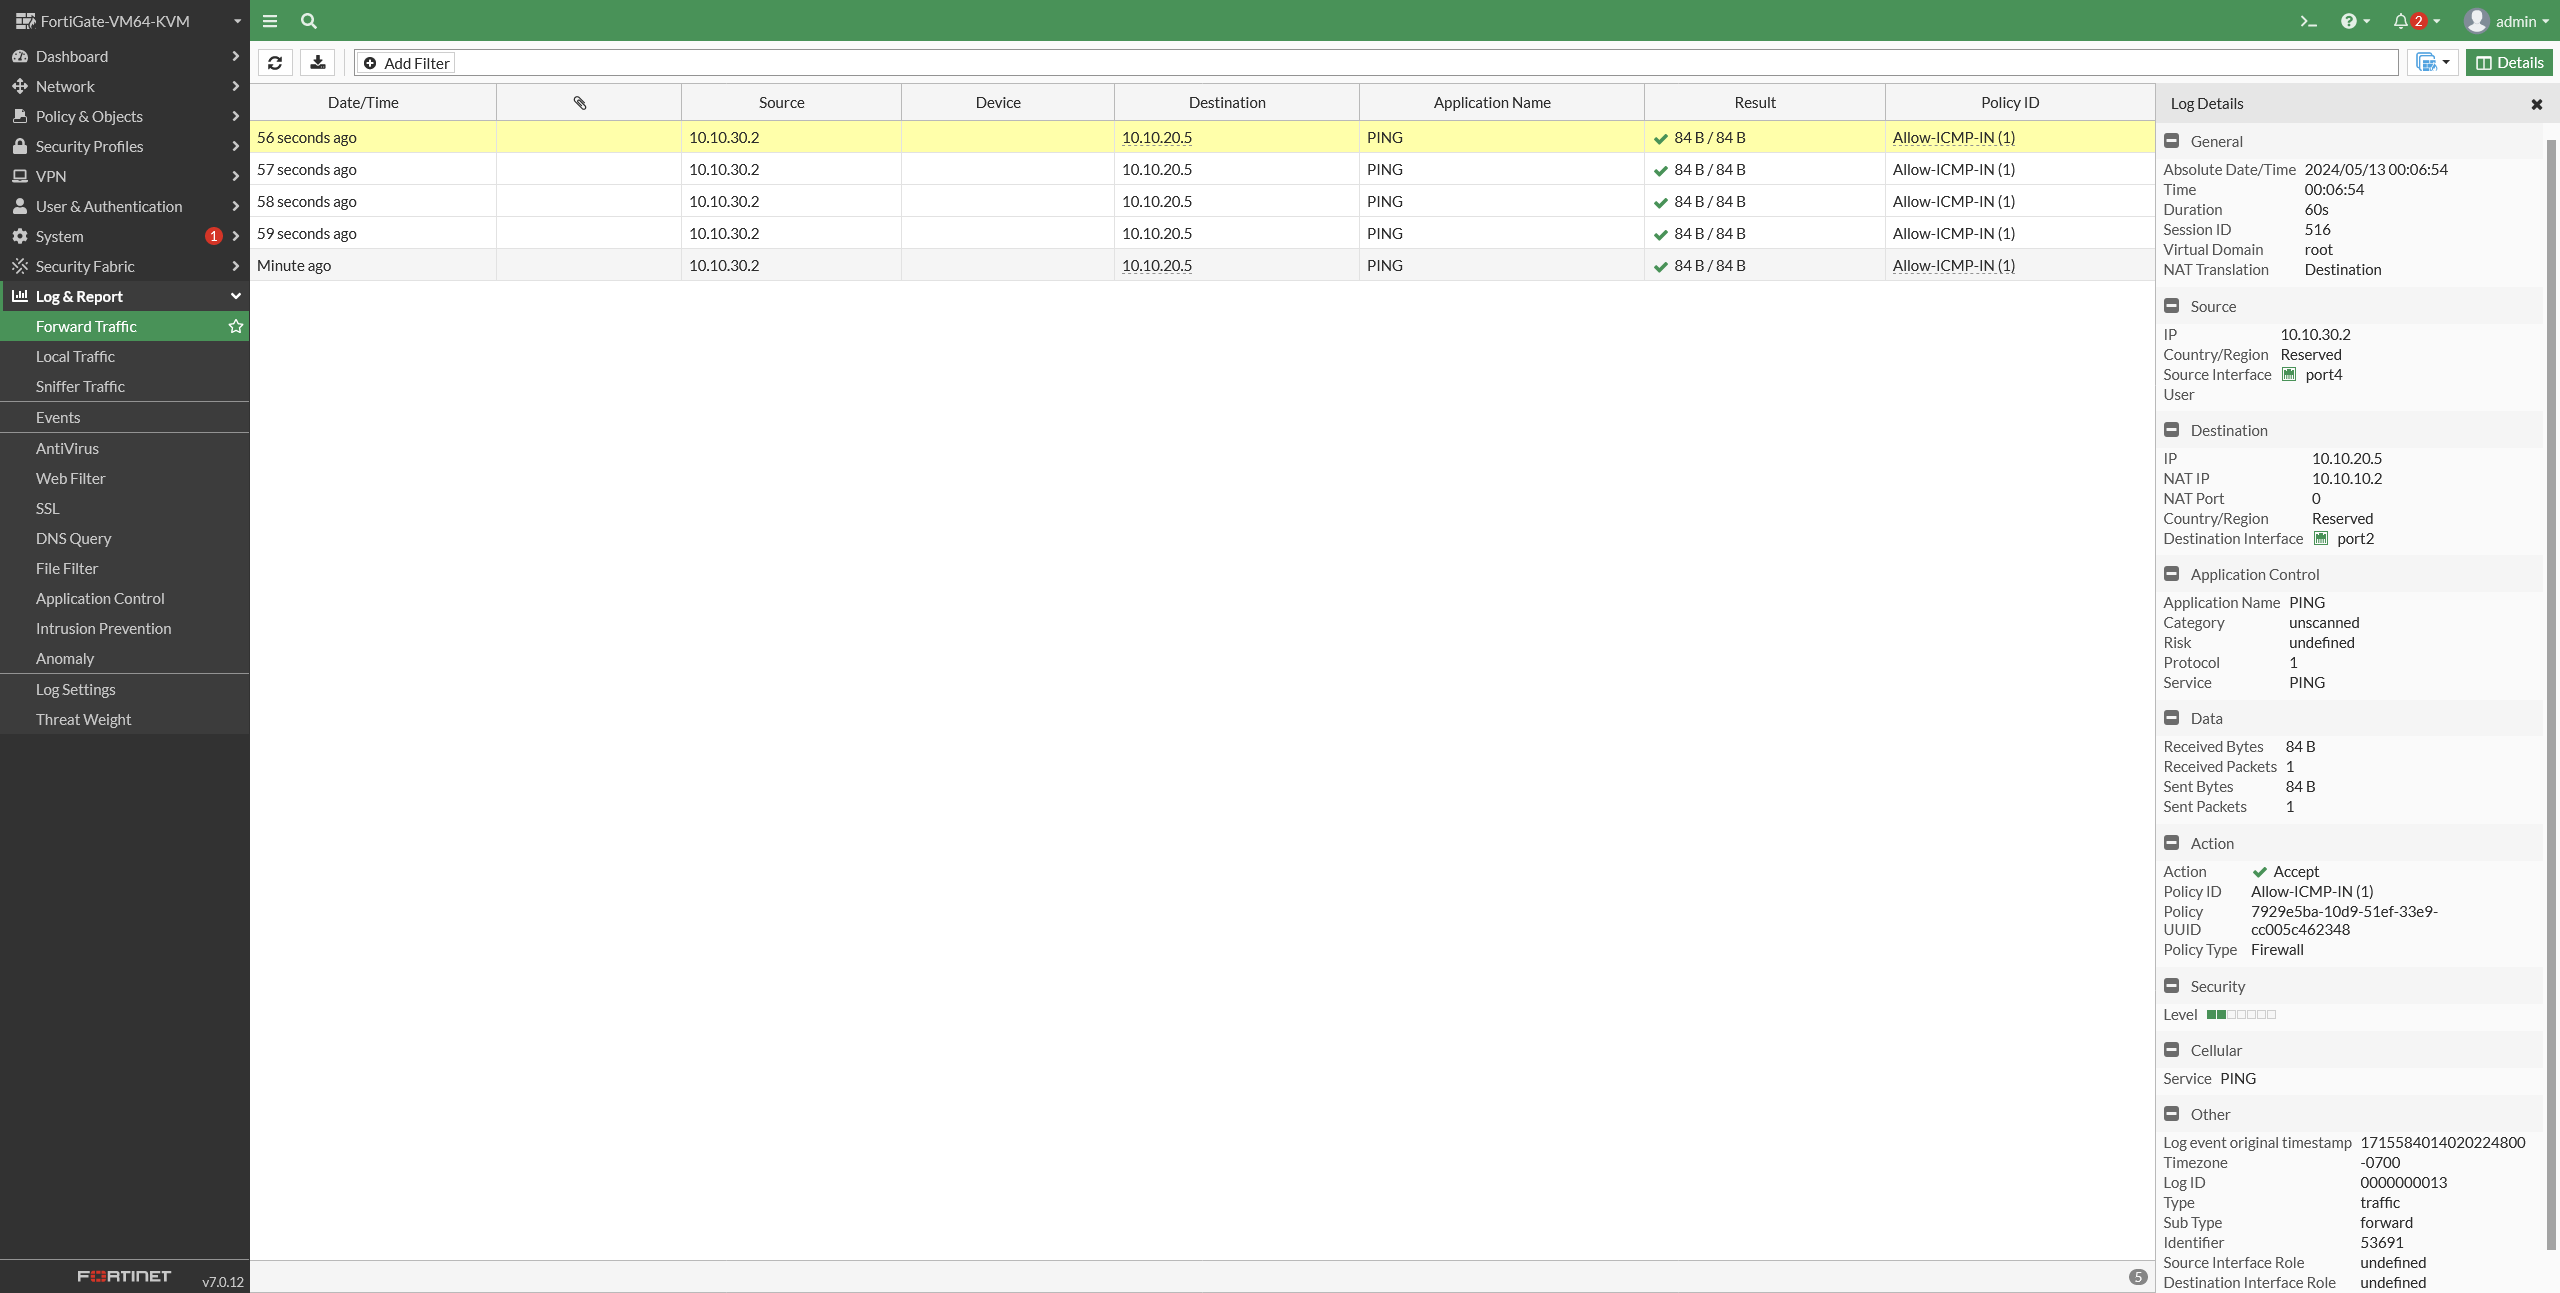 FortiGate-VM64-KVM
Dashboard
Network
Policy & Objects
Security Profiles
VPN
User & Authentication
System 1
Security Fabric
Log & Report
Forward Traffic
Local Traffic
Sniffer Traffic
Events
AntiVirus
Web Filter
SSL
DNS Query
File Filter
Application Control
Intrusion Prevention
Anomaly
Log Settings
Threat Weight
FORTINET v7.0.12
2 admin
Add Filter Details
Date/Time Source Device Destination Application Name Result Policy ID
56 seconds ago 10.10.30.2 10.10.20.5 PING 84 B / 84 B Allow-ICMP-IN (1)
57 seconds ago 10.10.30.2 10.10.20.5 PING 84 B / 84 B Allow-ICMP-IN (1)
58 seconds ago 10.10.30.2 10.10.20.5 PING 84 B / 84 B Allow-ICMP-IN (1)
59 seconds ago 10.10.30.2 10.10.20.5 PING 84 B / 84 B Allow-ICMP-IN (1)
Minute ago 10.10.30.2 10.10.20.5 PING 84 B / 84 B Allow-ICMP-IN (1)
5
Log Details
General
Absolute Date/Time 2024/05/13 00:06:54
Time 00:06:54
Duration 60s
Session ID 516
Virtual Domain root
NAT Translation Destination
Source
IP 10.10.30.2
Country/Region Reserved
Source Interface port4
User
Destination
IP 10.10.20.5
NAT IP 10.10.10.2
NAT Port 0
Country/Region Reserved
Destination Interface port2
Application Control
Application Name PING
Category unscanned
Risk undefined
Protocol 1
Service PING
Data
Received Bytes 84 B
Received Packets 1
Sent Bytes 84 B
Sent Packets 1
Action
Action Accept
Policy ID Allow-ICMP-IN (1)
Policy 7929e5ba-10d9-51ef-33e9-
UUID cc005c462348
Policy Type Firewall
Security
Level
Cellular
Service PING
Other
Log event original timestamp 1715584014020224800
Timezone -0700
Log ID 0000000013
Type traffic
Sub Type forward
Identifier 53691
Source Interface Role undefined
Destination Interface Role undefined